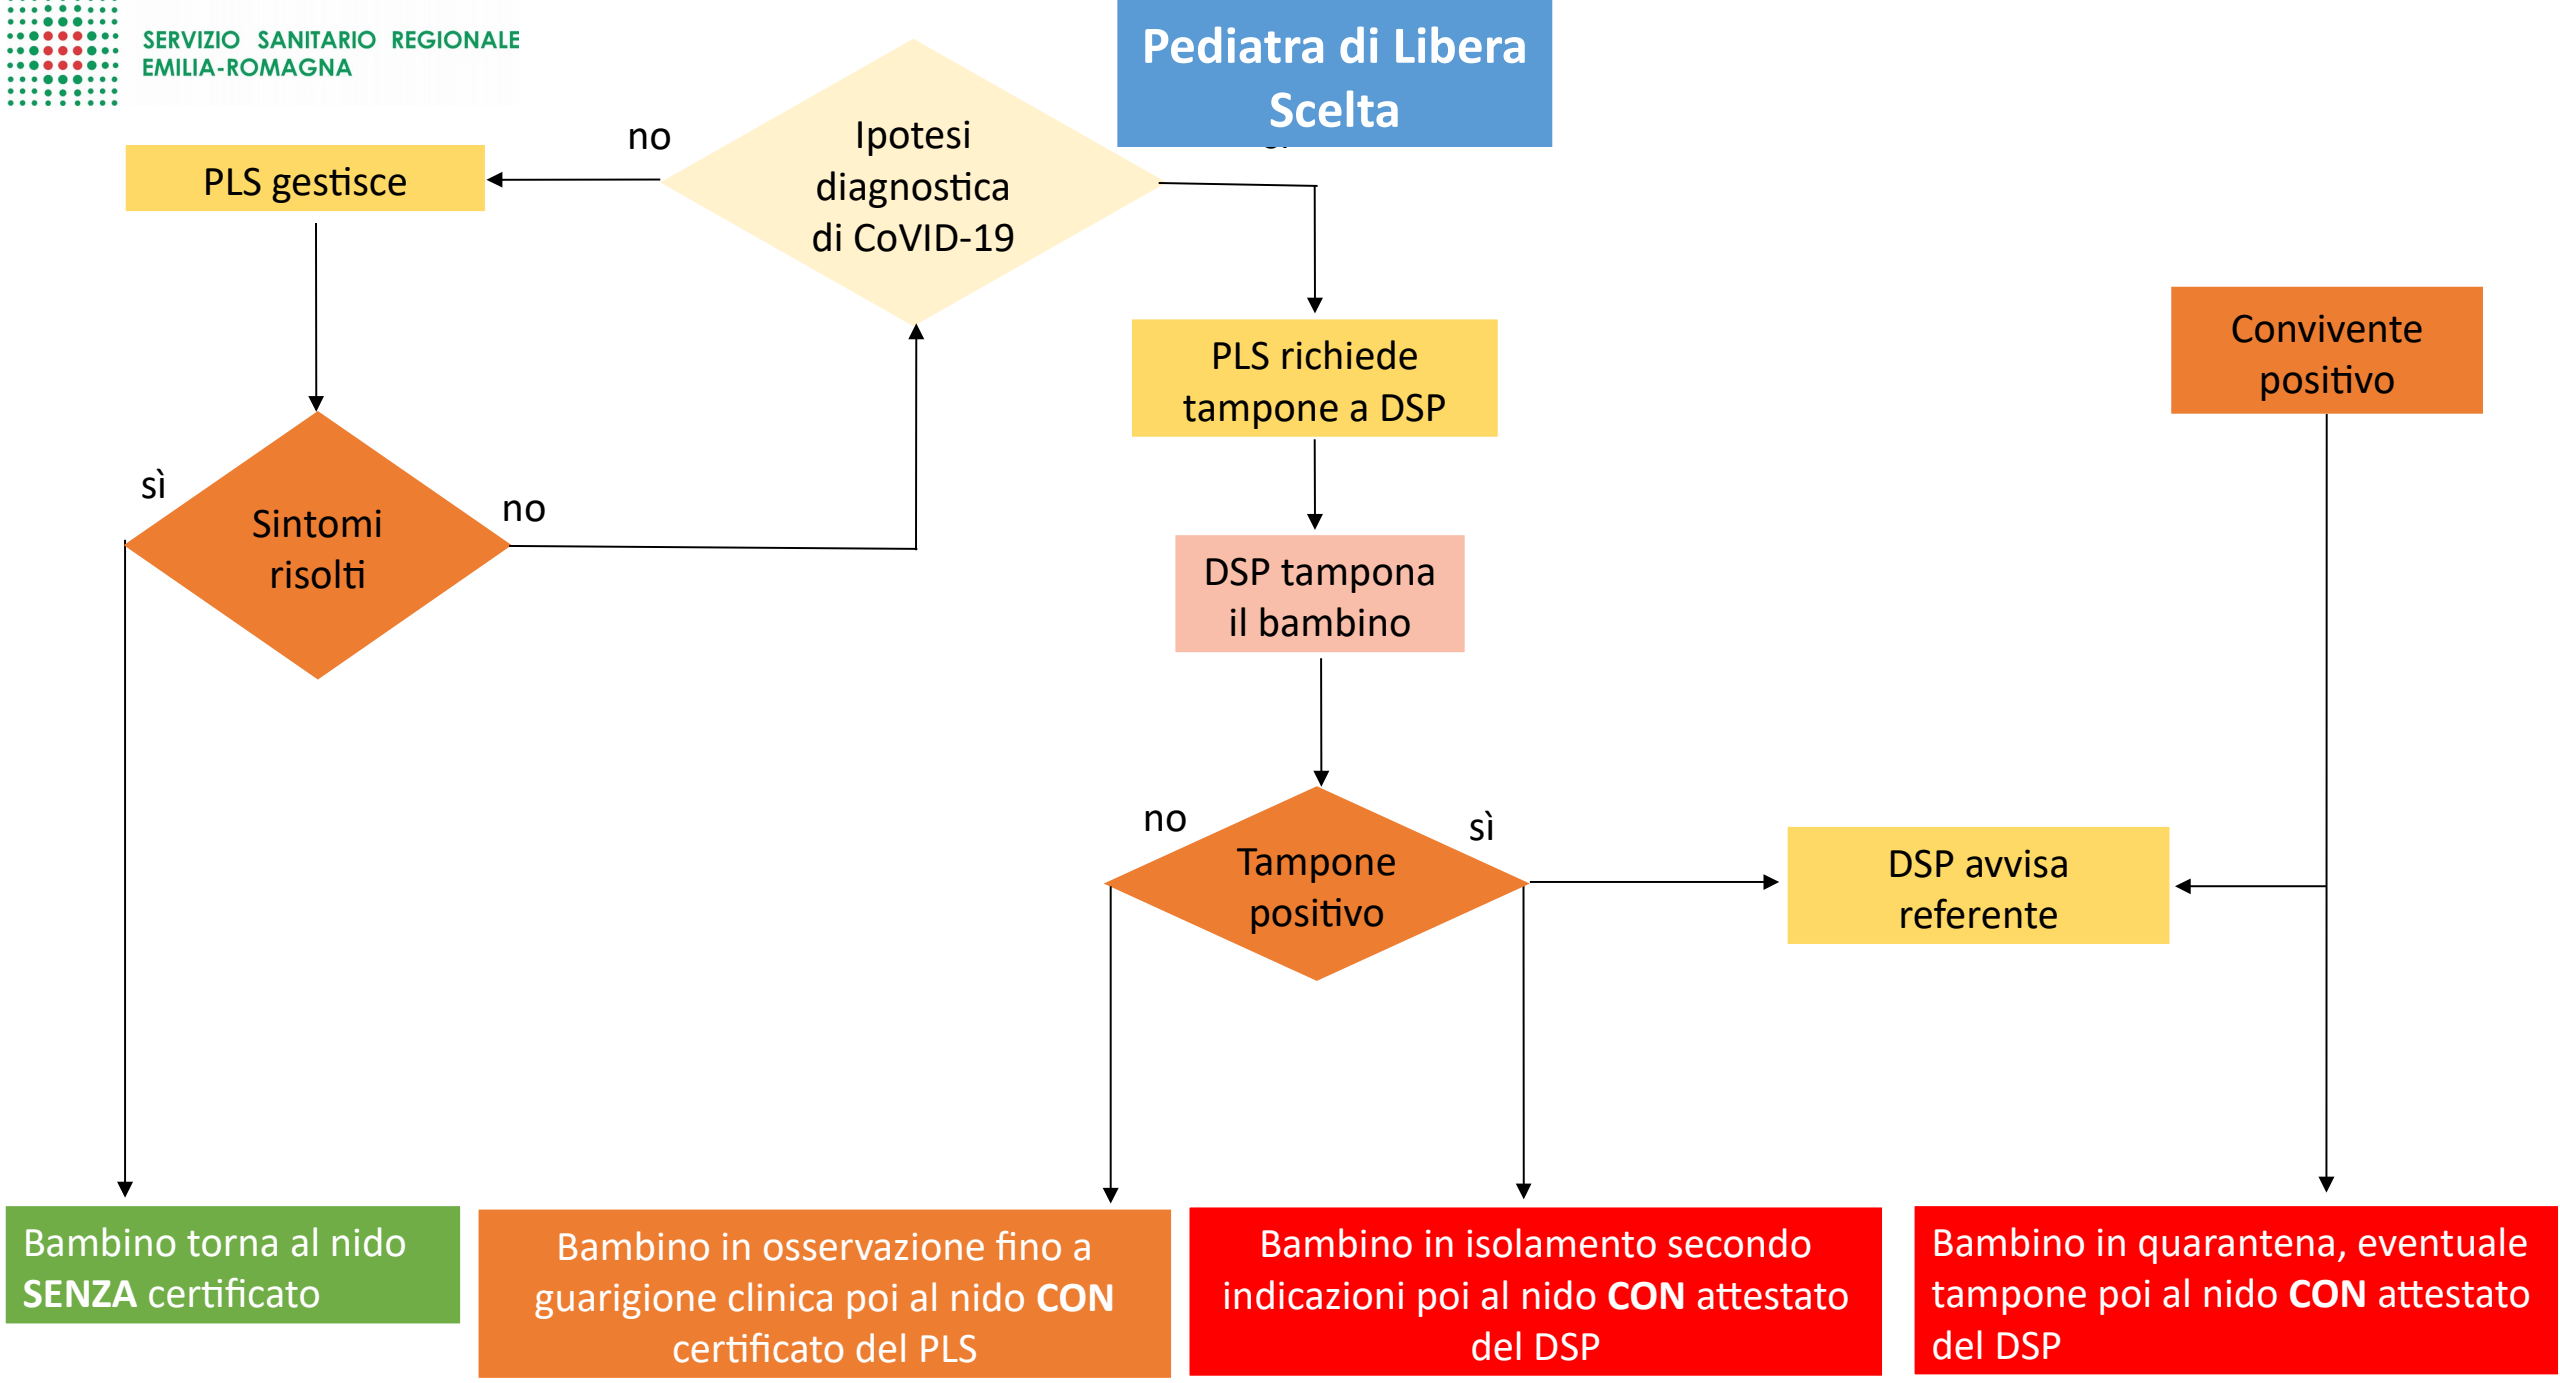 SERVIZIO SANITARIO REGIONALE
EMILIA-ROMAGNA
Pediatra di Libera
Scelta
no
Ipotesi
diagnostica
di CoVID-19
PLS gestisce
PLS richiede
tampone a DSP
Convivente
positivo
sì
Sintomi
risolti
no
DSP tampona
il bambino
no
sì
Tampone
positivo
DSP avvisa
referente
Bambino torna al nido
SENZA certificato
Bambino in osservazione fino a
guarigione clinica poi al nido CON
certificato del PLS
Bambino in isolamento secondo
indicazioni poi al nido CON attestato
del DSP
Bambino in quarantena, eventuale
tampone poi al nido CON attestato
del DSP